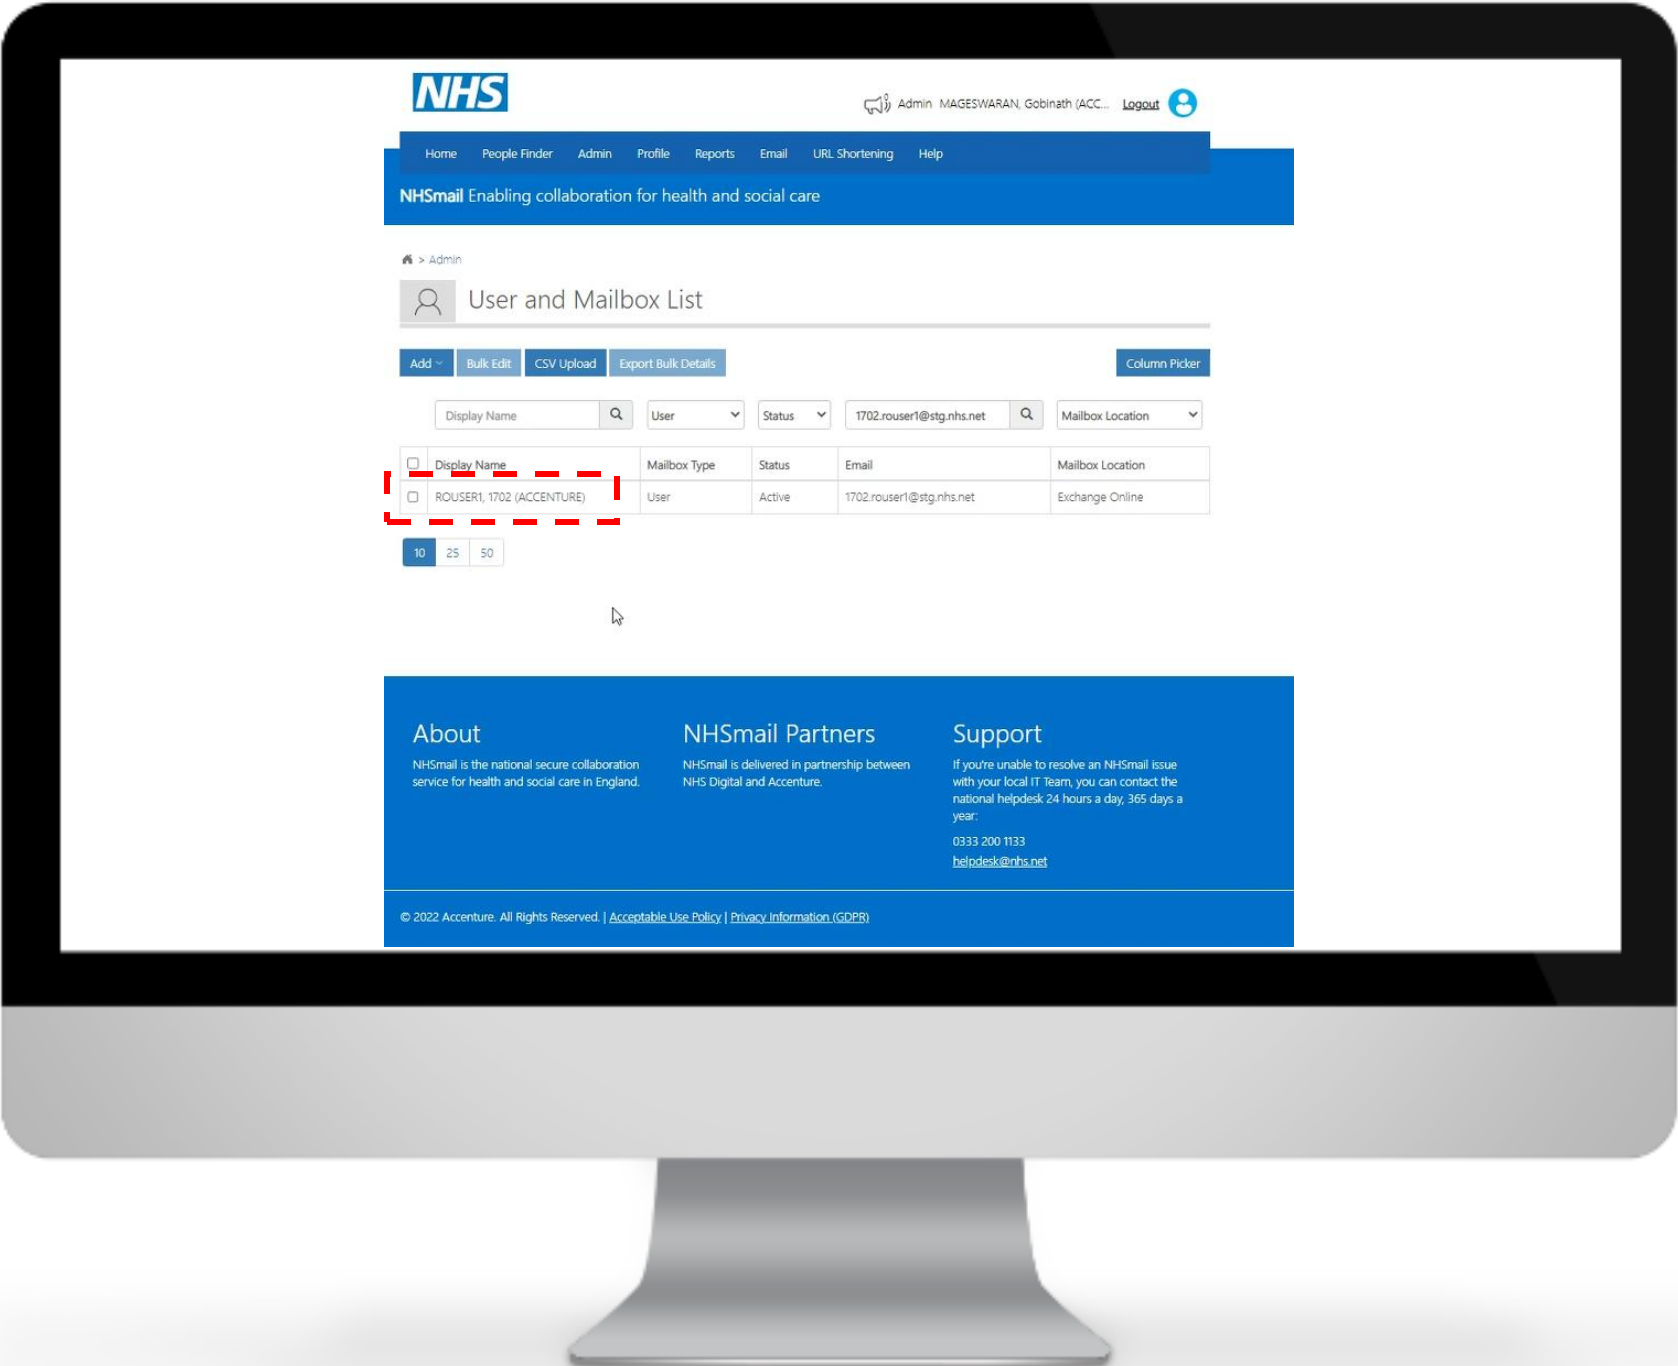 NHS
Admin MAGESWARAN, Gobinath (ACC... Logout
Home People Finder Admin Profile Reports Email URL Shortening Help
NHSmail Enabling collaboration for health and social care
> Admin
User and Mailbox List
Add Bulk Edit CSV Upload Export Bulk Details Column Picker
Display Name User Status 1702.rouser1@stg.nhs.net Mailbox Location
Display Name Mailbox Type Status Email Mailbox Location
ROUSER1, 1702 (ACCENTURE) User Active 1702.rouser1@stg.nhs.net Exchange Online
10 25 50
About
NHSmail is the national secure collaboration
service for health and social care in England.
NHSmail Partners
NHSmail is delivered in partnership between
NHS Digital and Accenture.
Support
If you're unable to resolve an NHSmail issue
with your local IT Team, you can contact the
national helpdesk 24 hours a day, 365 days a
year:
0333 200 1133
helpdesk@nhs.net
© 2022 Accenture. All Rights Reserved. | Acceptable Use Policy | Privacy Information (GDPR)